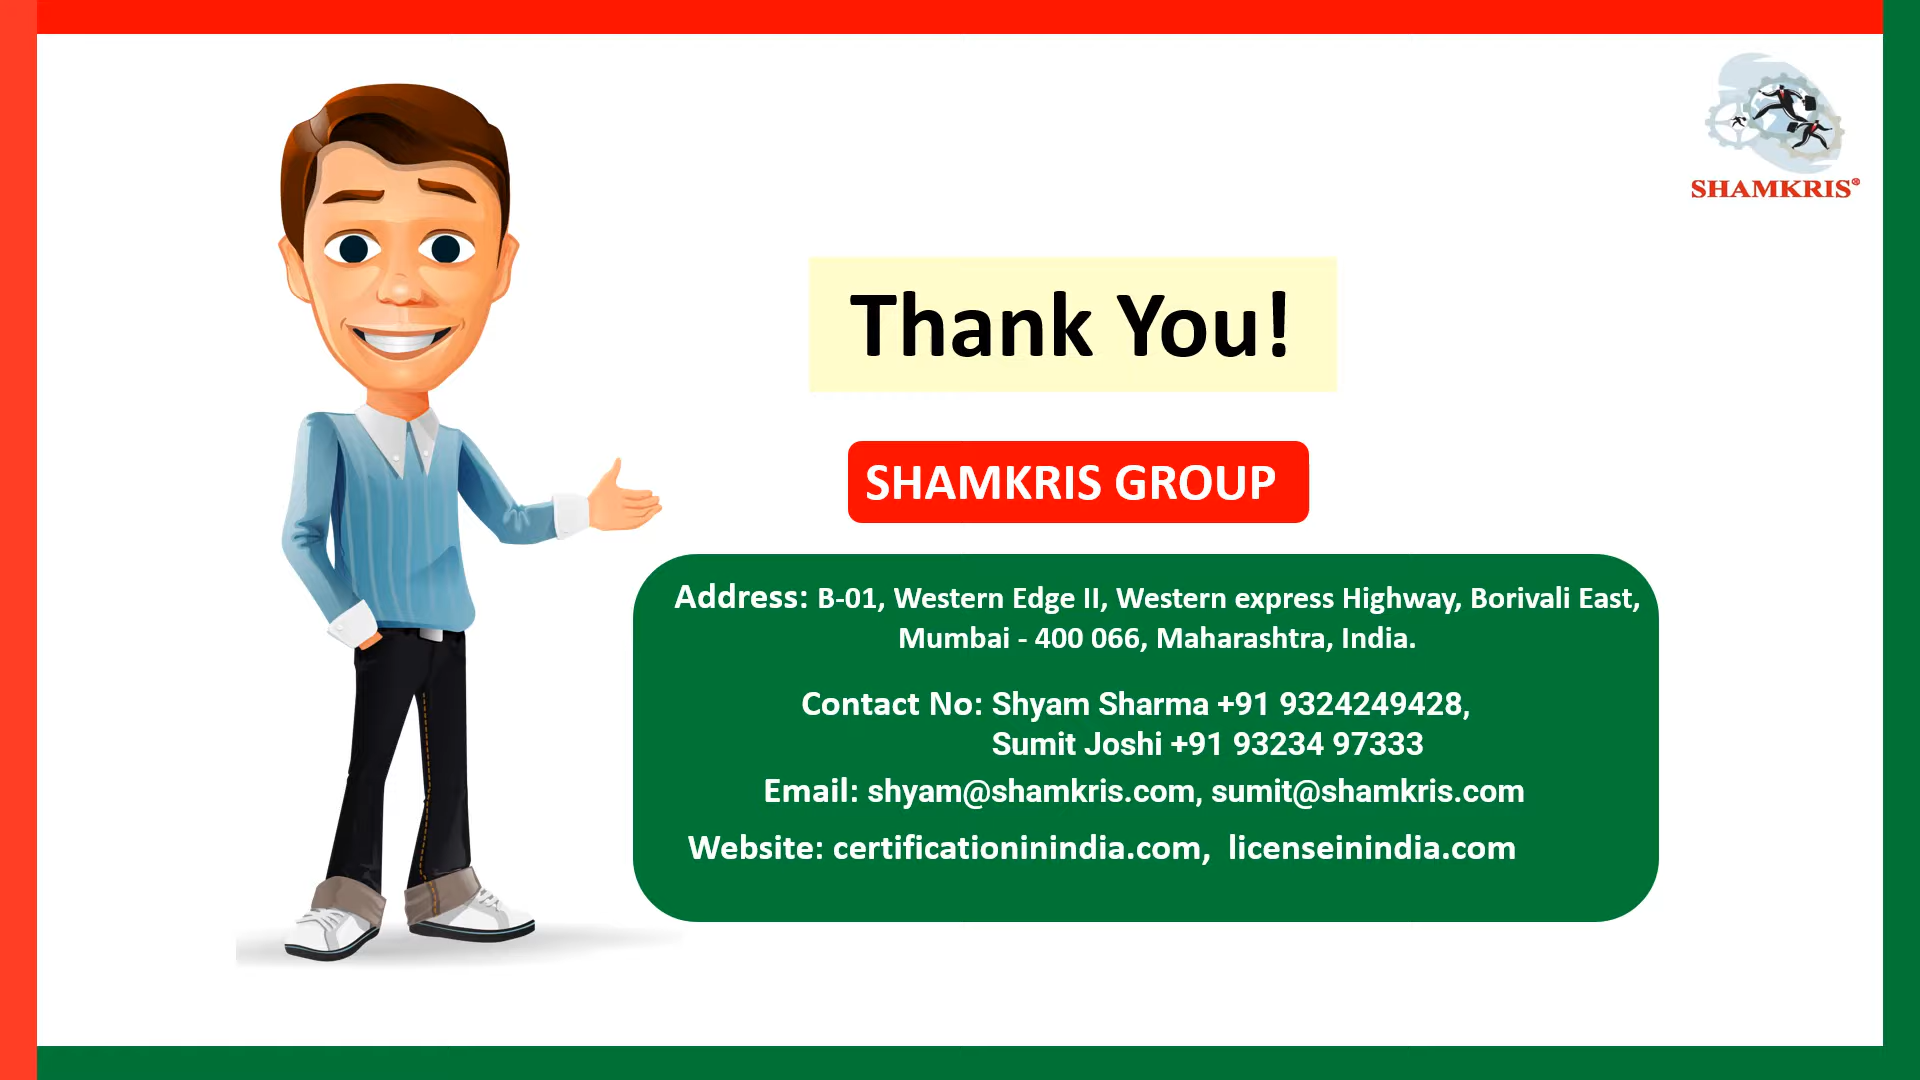 SHAMKRIS®
Thank You!
SHAMKRIS GROUP
Address: B-01, Western Edge II, Western express Highway, Borivali East,
Mumbai - 400 066, Maharashtra, India.
Contact No: Shyam Sharma +91 9324249428,
Sumit Joshi +91 93234 97333
Email: shyam@shamkris.com, sumit@shamkris.com
Website: certificationinindia.com, licenseinindia.com